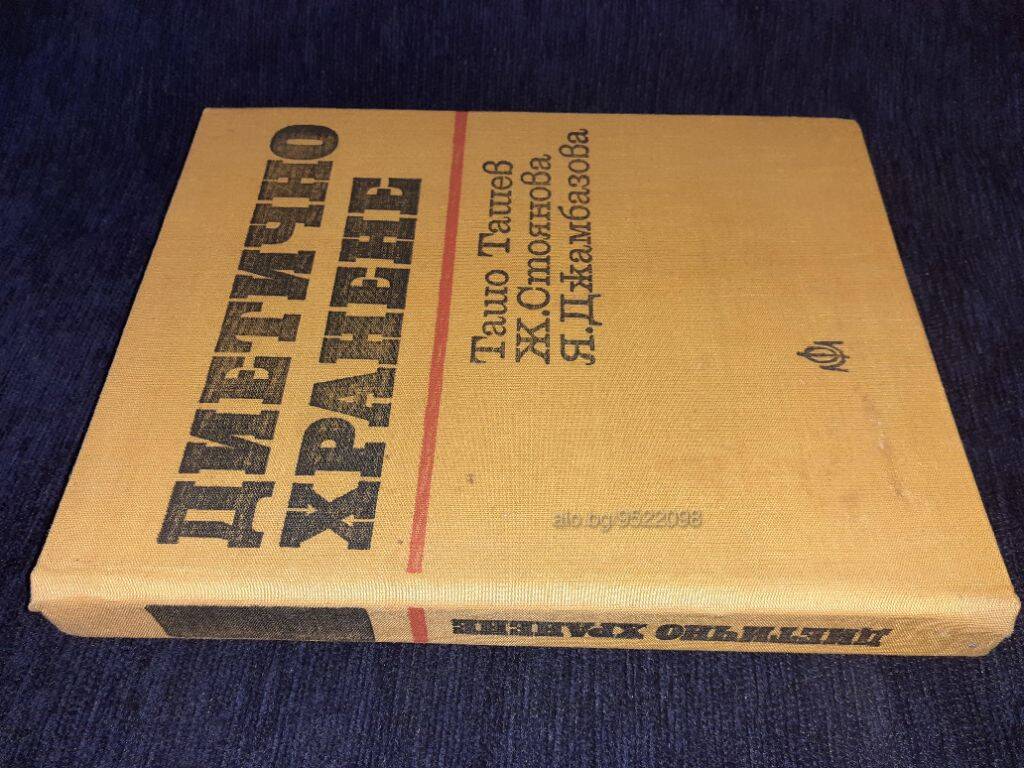 ДИЕТИЧНО
ХРАНЕНЕ
Ташо Ташев
Ж.Стоянова
Я.Джамбазова
alo.bg/9522098
ДИЕТИЧНО ХРАНЕНЕ